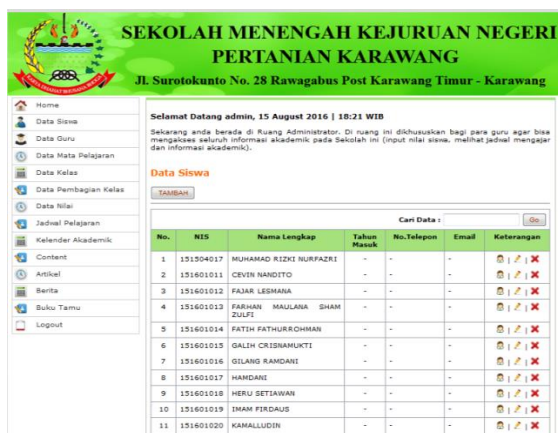 SEKOLAH MENENGAH KEJURUAN NEGERI
PERTANIAN KARAWANG
Jl. Surotokunto No. 28 Rawagabus Post Karawang Timur - Karawang
Home
Data Siswa
Data Guru
Data Mata Pelajaran
Data Kelas
Data Pembagian Kelas
Data Nilai
Jadwal Pelajaran
Kelender Akademik
Content
Artikel
Berita
Buku Tamu
Logout
Selamat Datang admin, 15 August 2016 | 18:21 WIB
Sekarang anda berada di Ruang Administrator. Di ruang ini dikhususkan bagi para guru agar bisa
mengakses seluruh informasi akademik pada Sekolah ini (input nilai siswa, melihat jadwal mengajar
dan informasi akademik).
Data Siswa
TAMBAH
Cari Data : Go
No. NIS Nama Lengkap Tahun Masuk No.Telepon Email Keterangan
1 151504017 MUHAMAD RIZKI NURFAZRI - - - | |
2 151601011 CEVIN NANDITO - - - | |
3 151601012 FAJAR LESMANA - - - | |
4 151601013 FARHAN MAULANA SHAM ZULFI - - - | |
5 151601014 FATIH FATHURROHMAN - - - | |
6 151601015 GALIH CRISNAMUKTI - - - | |
7 151601016 GILANG RAMDANI - - - | |
8 151601017 HAMDANI - - - | |
9 151601018 HERU SETIAWAN - - - | |
10 151601019 IMAM FIRDAUS - - - | |
11 151601020 KAMALLUDIN - - - | |